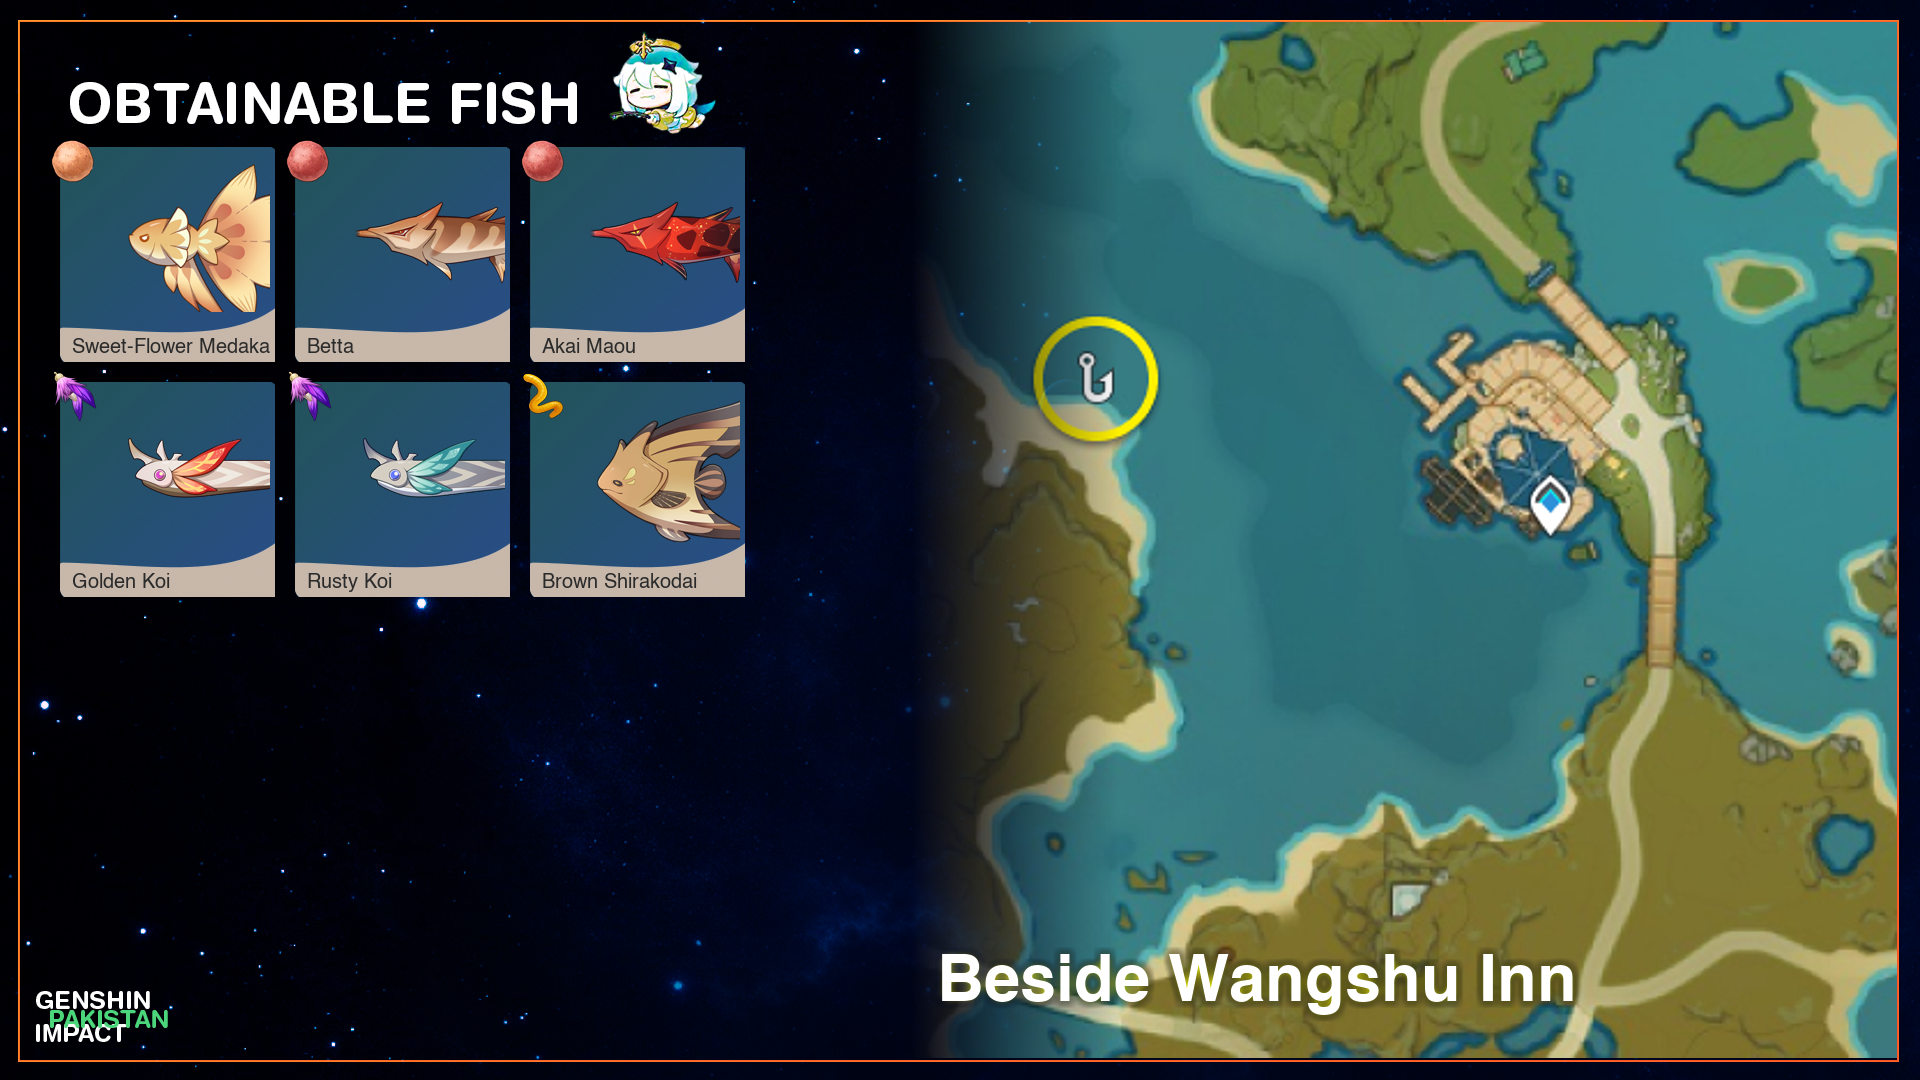 OBTAINABLE FISH
Sweet-Flower Medaka
Betta
Akai Maou
Golden Koi
Rusty Koi
Brown Shirakodai
Beside Wangshu Inn
GENSHIN
PAKISTAN
IMPACT